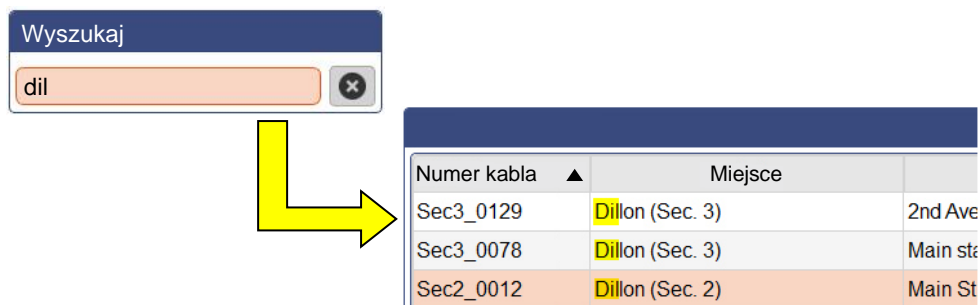 Wyszukaj
dil
Numer kabla Miejsce
Sec3_0129 Dillon (Sec. 3) 2nd Ave
Sec3_0078 Dillon (Sec. 3) Main sta
Sec2_0012 Dillon (Sec. 2) Main St